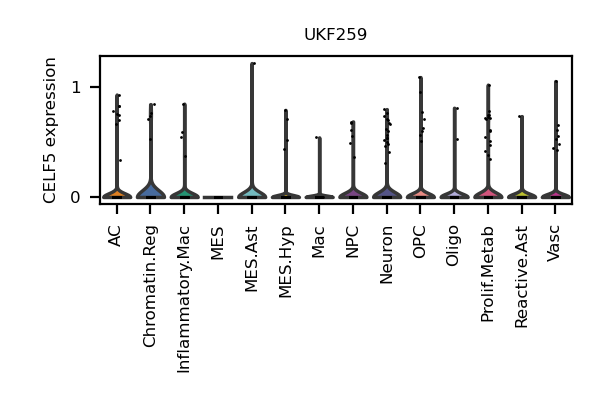 UKF259
CELF5 expression
1
0
AC
Chromatin.Reg
Inflammatory.Mac
MES
MES.Ast
MES.Hyp
Mac
NPC
Neuron
OPC
Oligo
Prolif.Metab
Reactive.Ast
Vasc